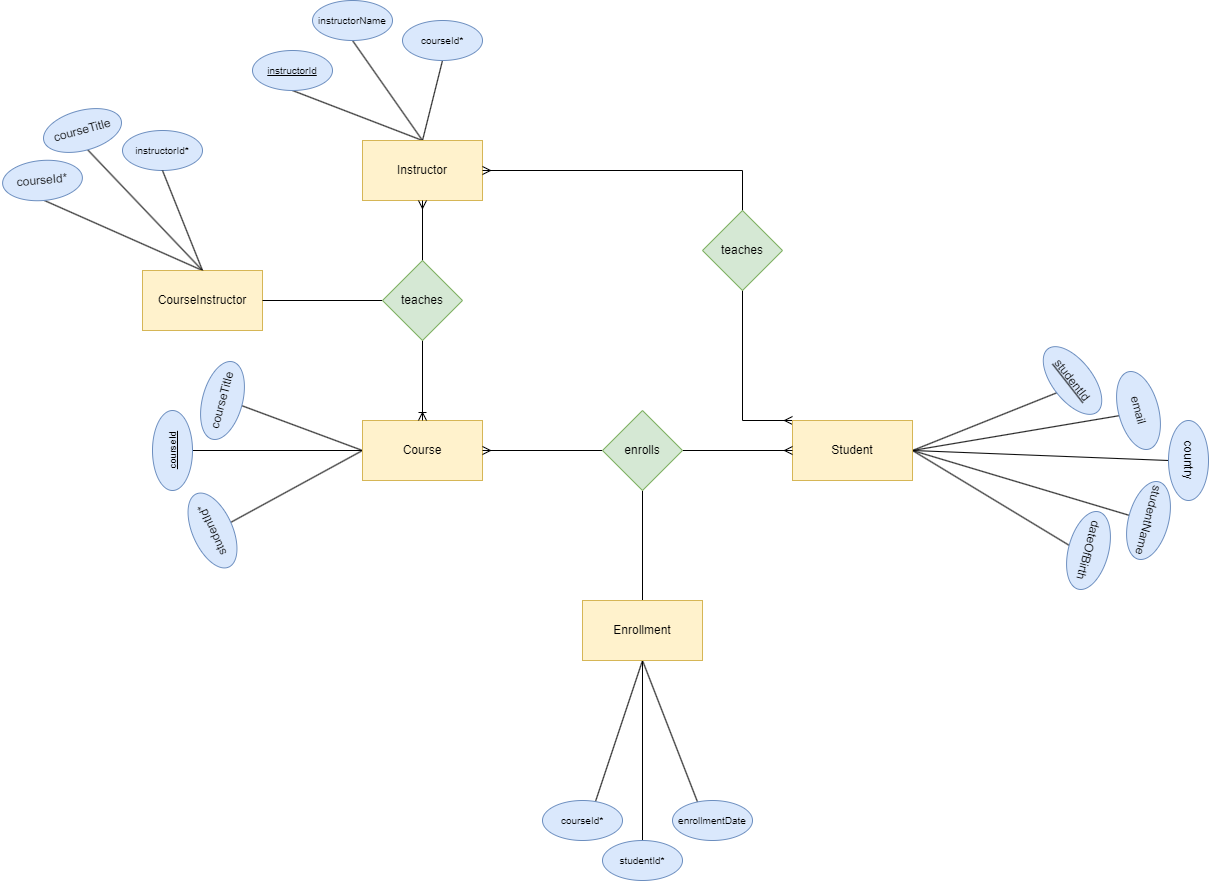 instructorName
courseId*
instructorId
courseTitle
instructorId*
courseId*
Instructor
teaches
CourseInstructor
teaches
courseTitle
courseId
studentId*
Course
enrolls
Student
studentId
email
country
studentName
dateOfBirth
Enrollment
courseId*
enrollmentDate
studentId*